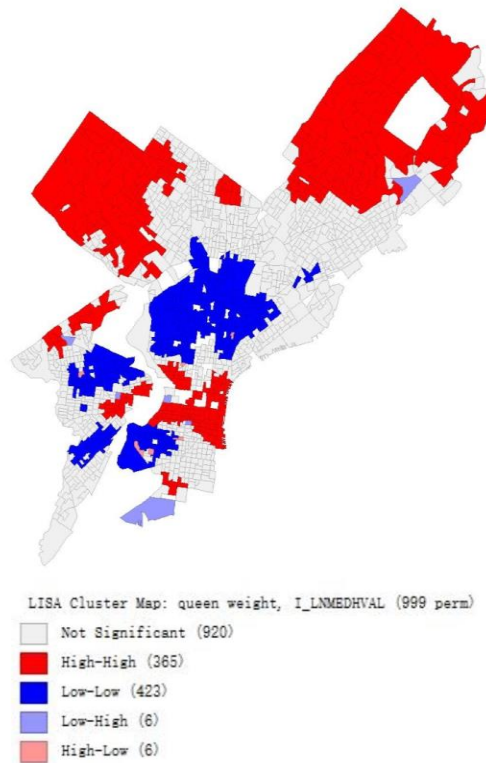 LISA Cluster Map: queen weight, I_LNMEDHVAL (999 perm)
Not Significant (920)
High-High (365)
Low-Low (423)
Low-High (6)
High-Low (6)